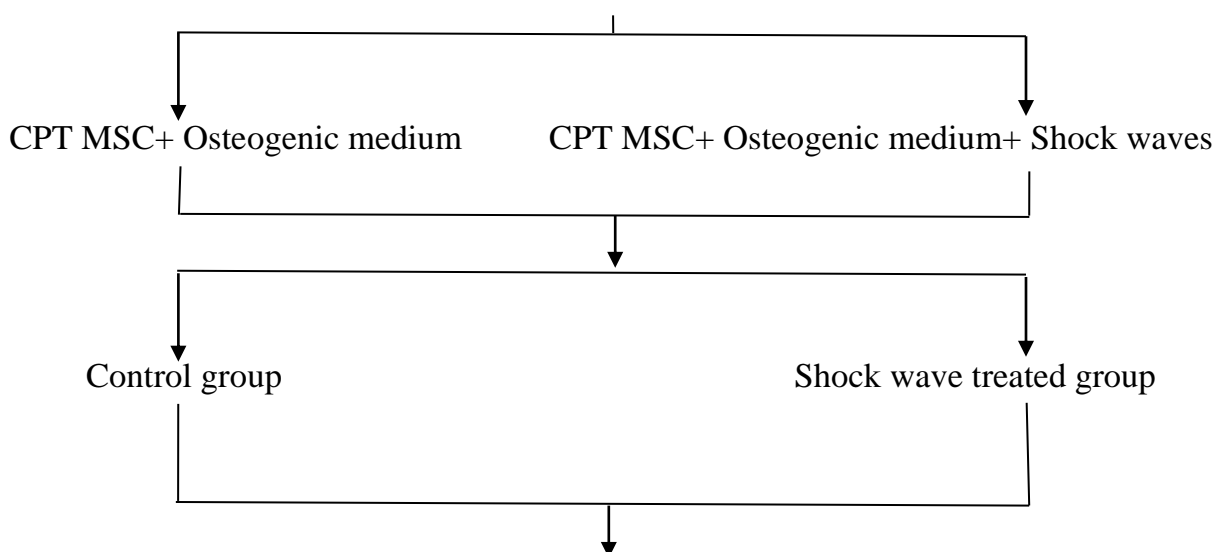 CPT MSC+ Osteogenic medium
CPT MSC+ Osteogenic medium+ Shock waves
Control group
Shock wave treated group